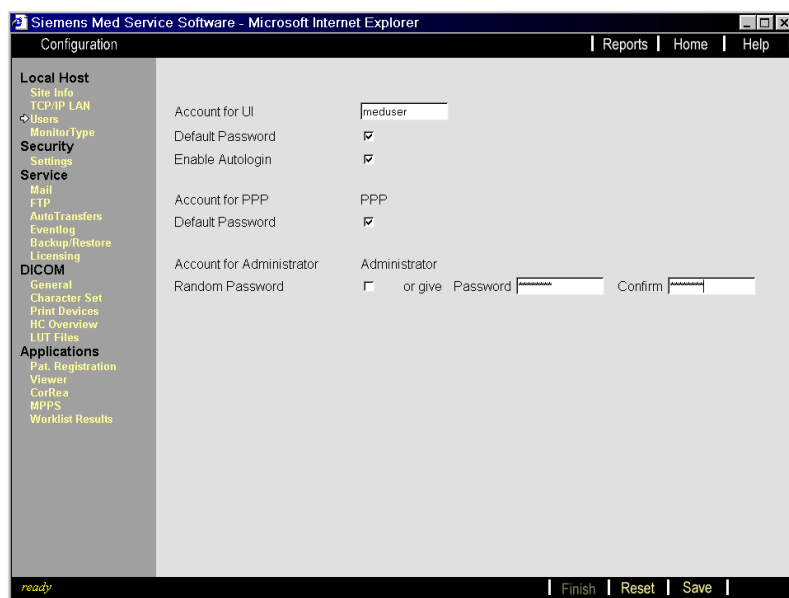 Siemens Med Service Software - Microsoft Internet Explorer
Configuration
Reports Home Help
Local Host
Site Info
TCP/IP LAN
Users
MonitorType
Security
Settings
Service
Mail
FTP
AutoTransfers
Eventlog
Backup/Restore
Licensing
DICOM
General
Character Set
Print Devices
HC Overview
LUT Files
Applications
Pat. Registration
Viewer
CorRea
MPPS
Worklist Results
Account for UI meduser
Default Password
Enable Autologin
Account for PPP PPP
Default Password
Account for Administrator Administrator
Random Password or give Password ******** Confirm ********
ready
Finish Reset Save